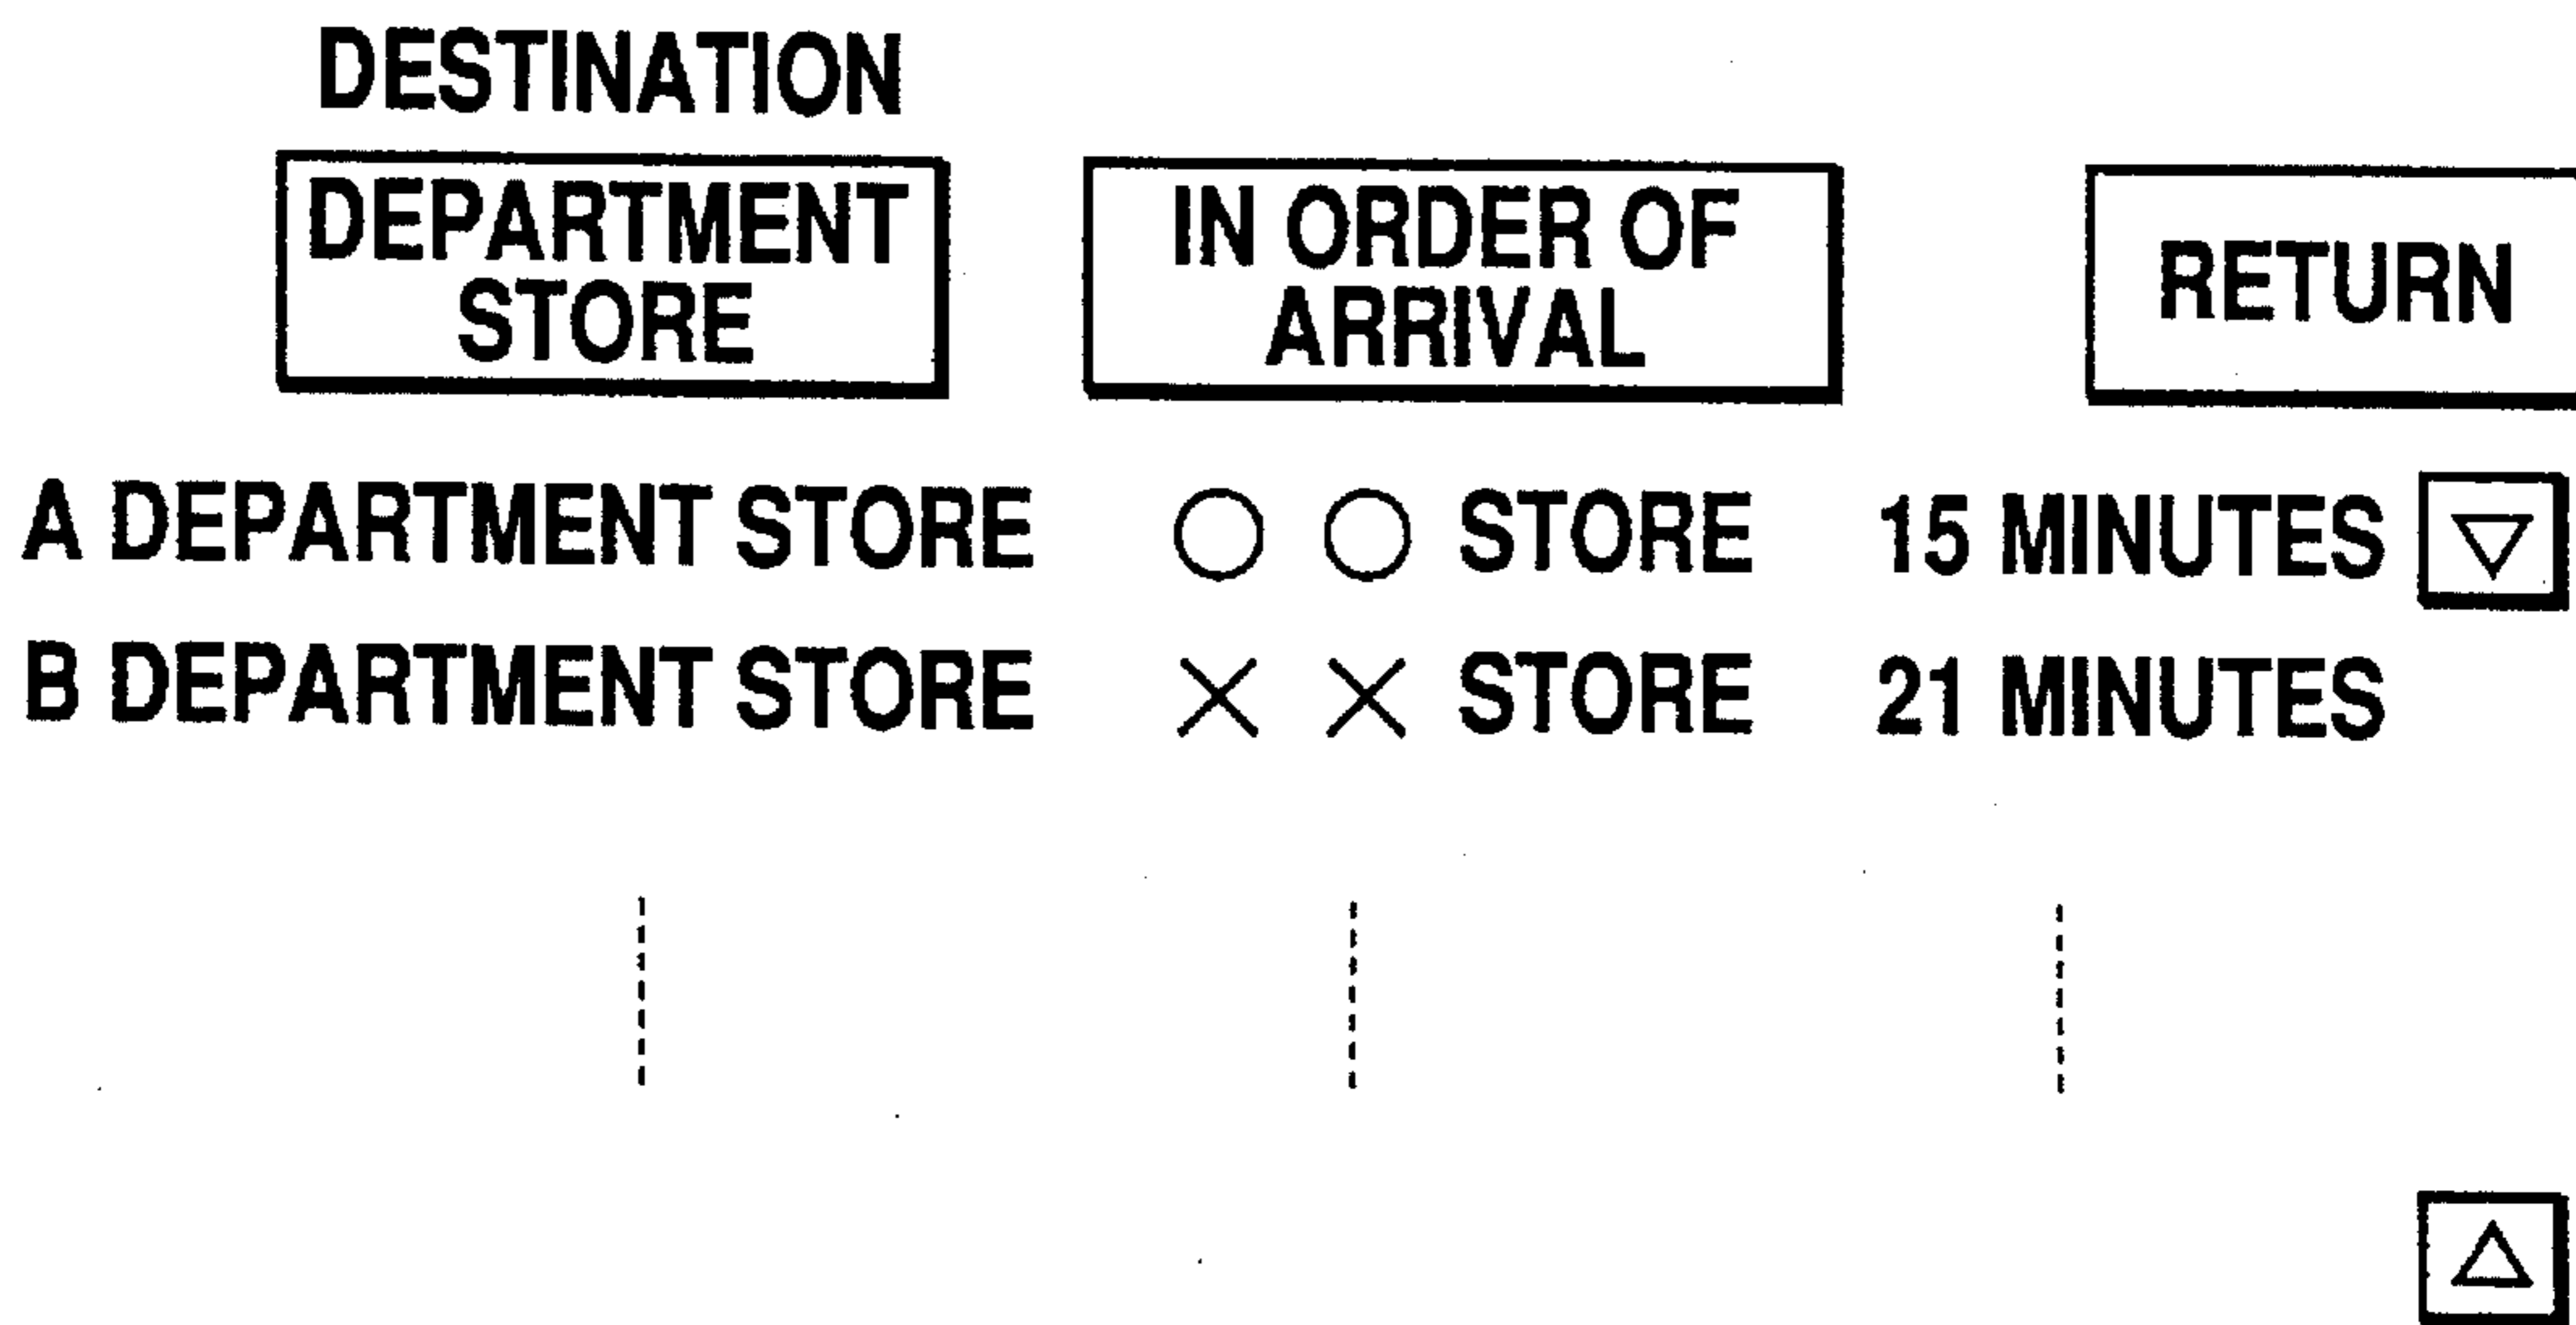 DESTINATION
DEPARTMENT
STORE
IN ORDER OF
ARRIVAL
RETURN
A DEPARTMENT STORE ○ ○ STORE 15 MINUTES ▽
B DEPARTMENT STORE × × STORE 21 MINUTES
△